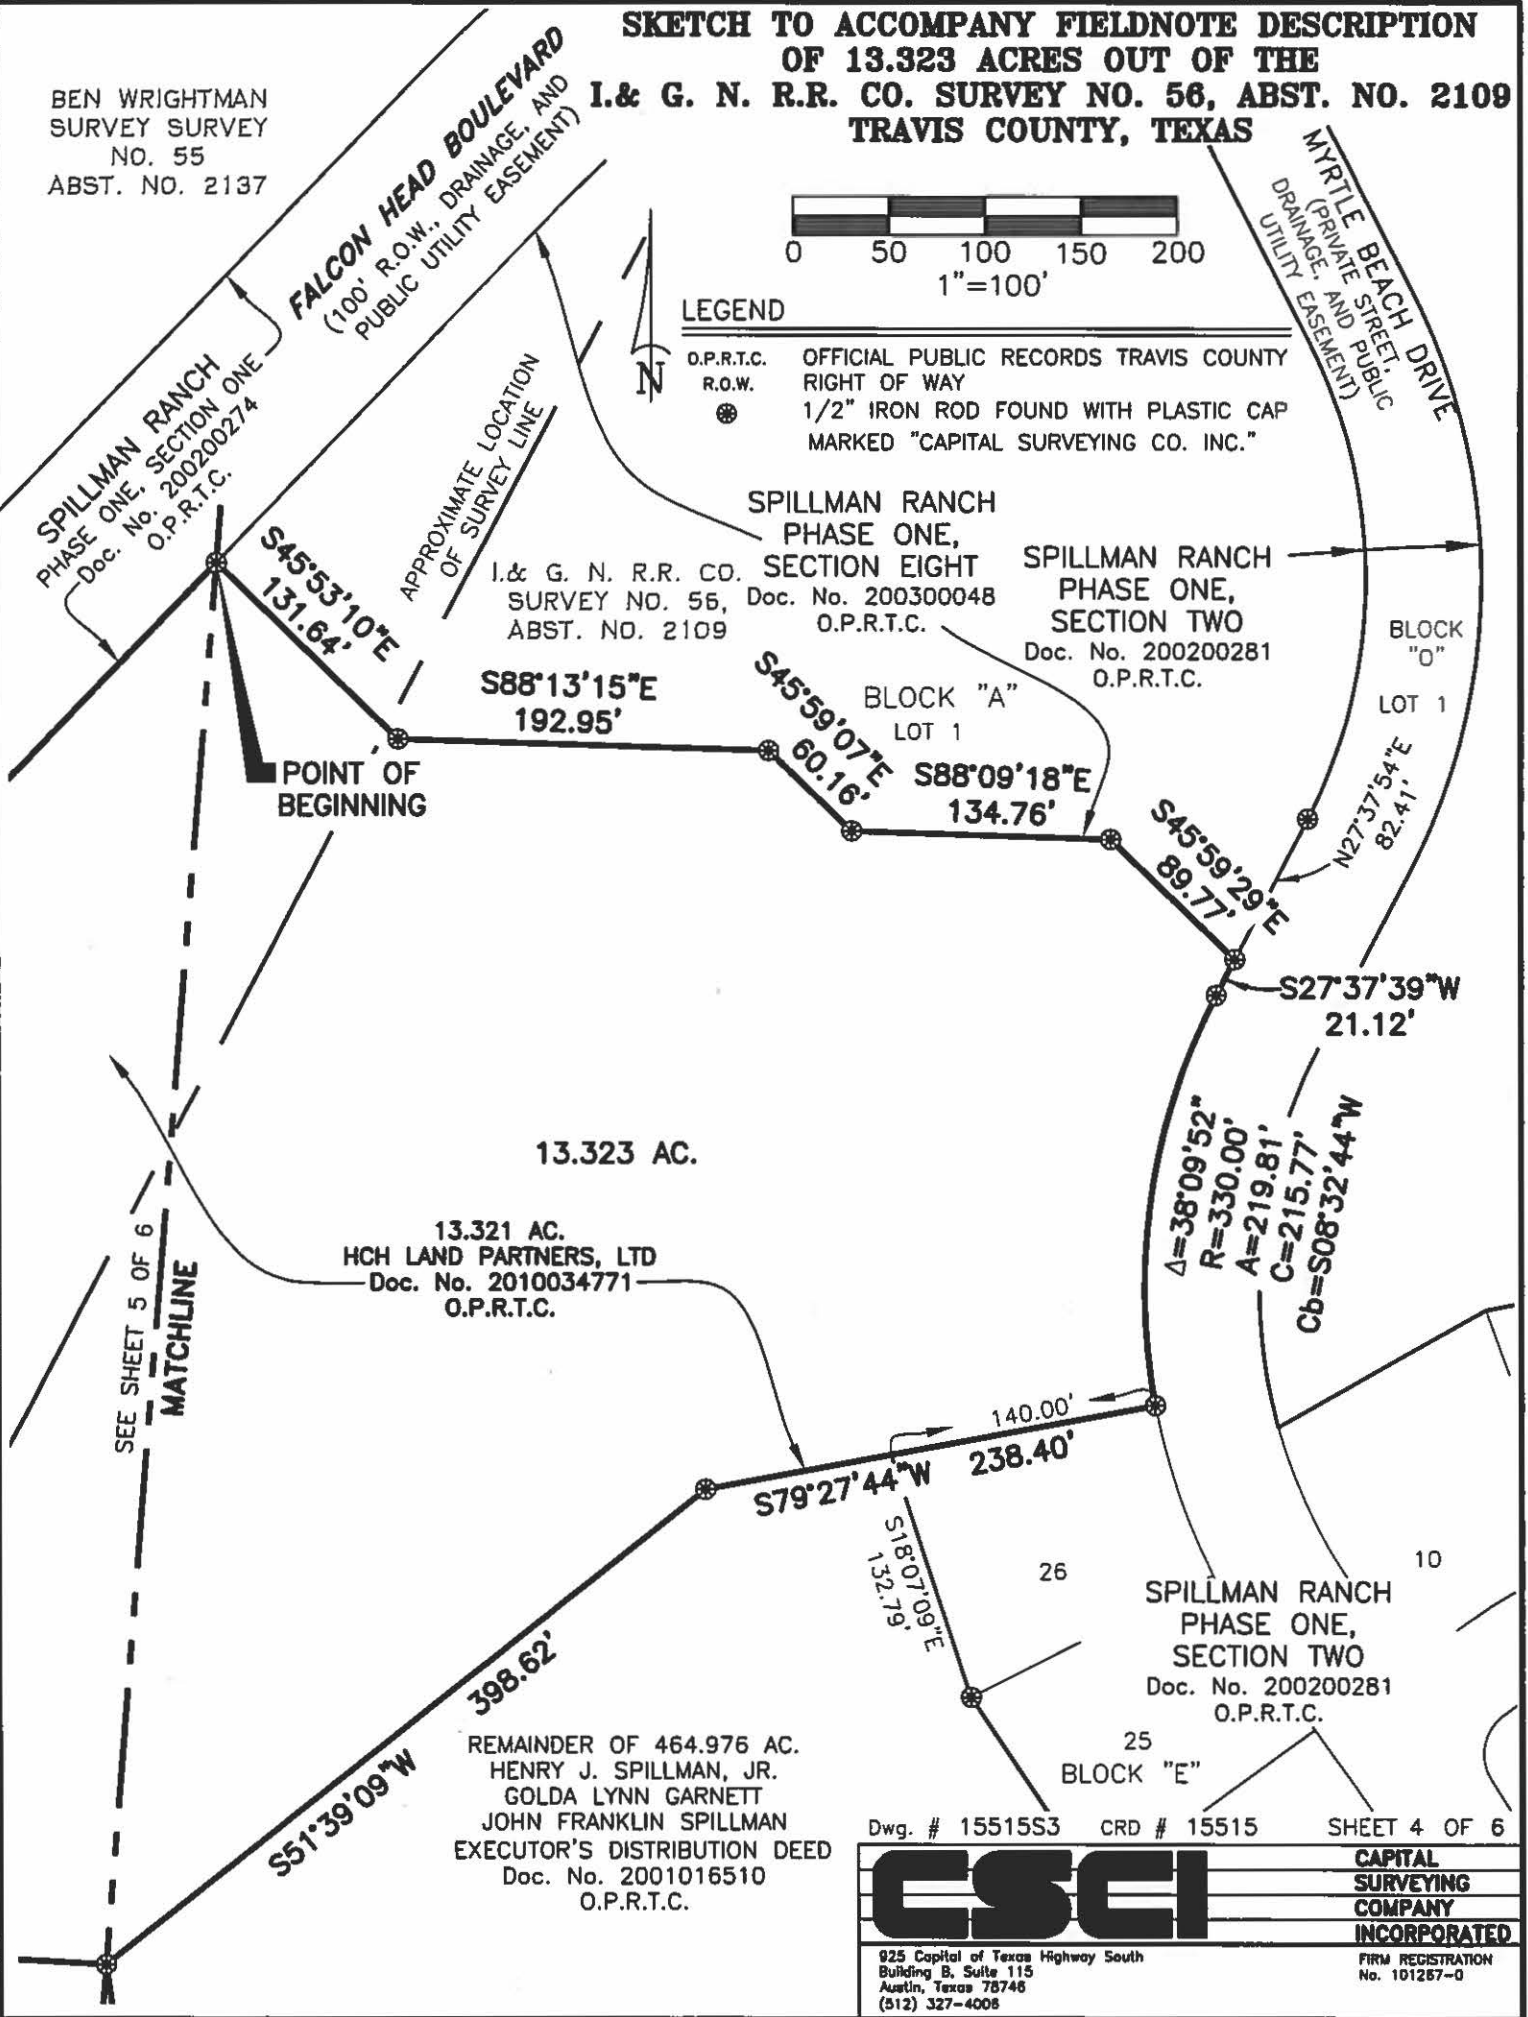 SKETCH TO ACCOMPANY FIELDNOTE DESCRIPTION
OF 13.323 ACRES OUT OF THE
I.& G. N. R.R. CO. SURVEY NO. 56, ABST. NO. 2109
TRAVIS COUNTY, TEXAS
BEN WRIGHTMAN
SURVEY SURVEY
NO. 55
ABST. NO. 2137
FALCON HEAD BOULEVARD
(100' R.O.W., DRAINAGE, AND
PUBLIC UTILITY EASEMENT)
0 50 100 150 200
1"=100'
MYRTLE BEACH DRIVE
(PRIVATE STREET,
DRAINAGE, AND PUBLIC
UTILITY EASEMENT)
N
LEGEND
O.P.R.T.C. OFFICIAL PUBLIC RECORDS TRAVIS COUNTY
R.O.W. RIGHT OF WAY
1/2" IRON ROD FOUND WITH PLASTIC CAP
MARKED "CAPITAL SURVEYING CO. INC."
SPILLMAN RANCH
PHASE ONE, SECTION ONE
Doc. No. 200200274
O.P.R.T.C.
APPROXIMATE LOCATION
OF SURVEY LINE
I.& G. N. R.R. CO.
SURVEY NO. 56,
ABST. NO. 2109
SPILLMAN RANCH
PHASE ONE,
SECTION EIGHT
Doc. No. 200300048
O.P.R.T.C.
SPILLMAN RANCH
PHASE ONE,
SECTION TWO
Doc. No. 200200281
O.P.R.T.C.
BLOCK
"O"
LOT 1
S45°53'10"E
131.64'
S88°13'15"E
192.95'
S45°59'07"E
60.16'
BLOCK "A"
LOT 1
S88°09'18"E
134.76'
S45°59'29"E
89.77'
N27°37'54"E
82.41'
POINT OF
BEGINNING
S27°37'39"W
21.12'
Δ=38°09'52"
R=330.00'
A=219.81'
C=215.77'
Cb=S08°32'44"W
13.323 AC.
13.321 AC.
HCH LAND PARTNERS, LTD
Doc. No. 2010034771
O.P.R.T.C.
SEE SHEET 5 OF 6
MATCHLINE
140.00'
S79°27'44"W 238.40'
S18°07'09"E
132.79'
26
10
SPILLMAN RANCH
PHASE ONE,
SECTION TWO
Doc. No. 200200281
O.P.R.T.C.
25
BLOCK "E"
S51°39'09"W 398.62'
REMAINDER OF 464.976 AC.
HENRY J. SPILLMAN, JR.
GOLDA LYNN GARNETT
JOHN FRANKLIN SPILLMAN
EXECUTOR'S DISTRIBUTION DEED
Doc. No. 2001016510
O.P.R.T.C.
Dwg. # 15515S3 CRD # 15515 SHEET 4 OF 6
CSCI
CAPITAL
SURVEYING
COMPANY
INCORPORATED
925 Capital of Texas Highway South
Building B, Suite 115
Austin, Texas 78746
(512) 327-4006
FIRM REGISTRATION
No. 101267-0